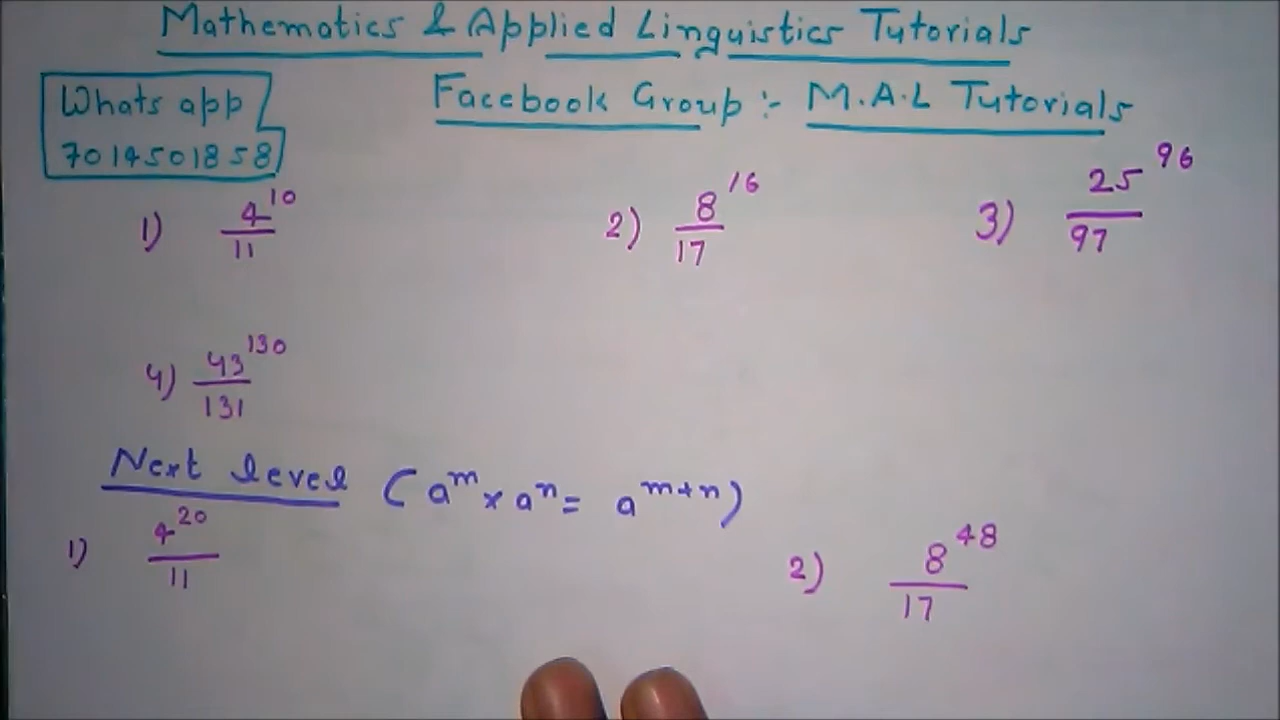 Mathematics & Applied Linguistics Tutorials
Whats app
7014501858
Facebook Group :- M.A.L Tutorials
1) 4^10/11
2) 8^16/17
3) 25^96/97
4) 43^130/131
Next level (a^m × a^n = a^m+n)
1) 4^20/11
2) 8^48/17